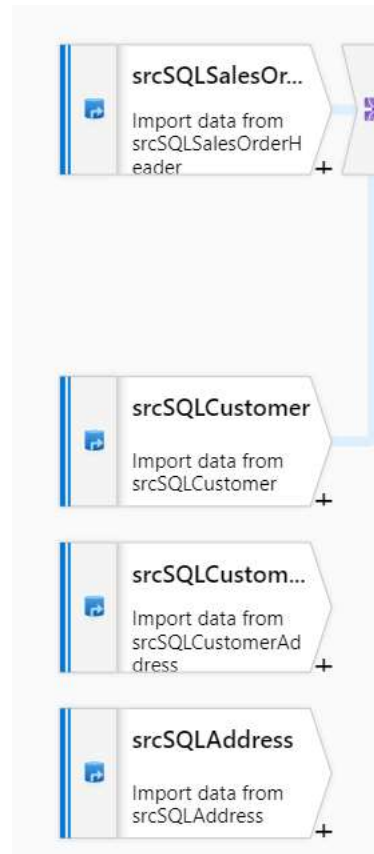 srcSQLSalesOr...
Import data from
srcSQLSalesOrderH
eader
+
srcSQLCustomer
Import data from
srcSQLCustomer
+
srcSQLCustom...
Import data from
srcSQLCustomerAd
dress
+
srcSQLAddress
Import data from
srcSQLAddress
+